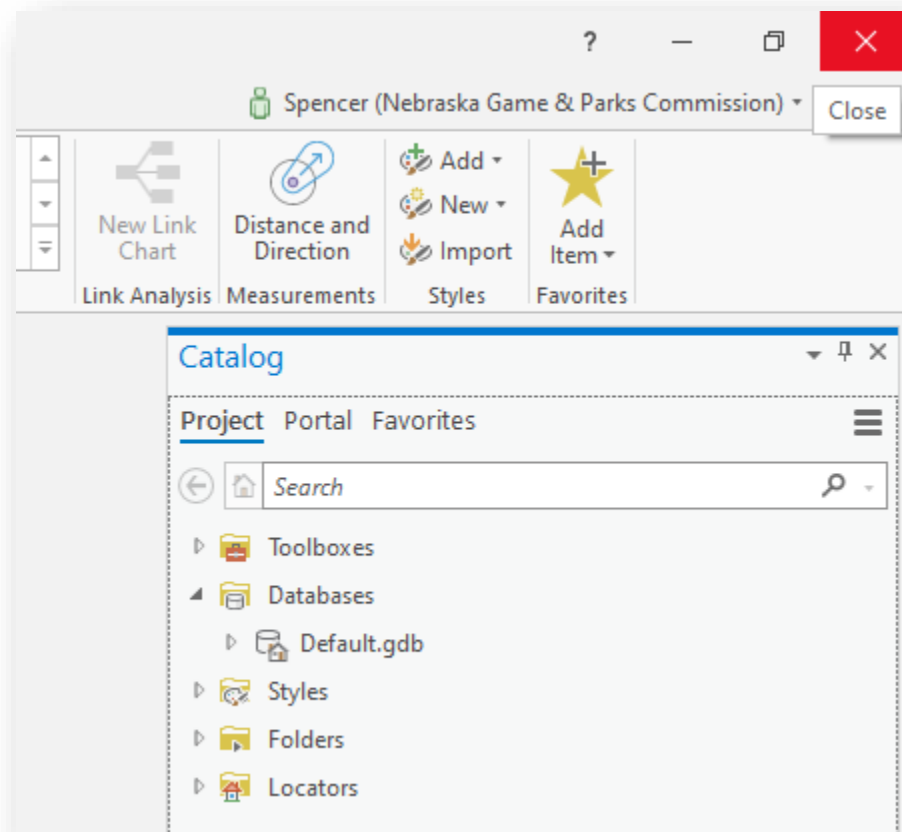 ?
Spencer (Nebraska Game & Parks Commission)
Close
New Link
Chart
Link Analysis
Distance and
Direction
Measurements
Add
New
Import
Styles
Add
Item
Favorites
Catalog
Project Portal Favorites
Search
Toolboxes
Databases
Default.gdb
Styles
Folders
Locators